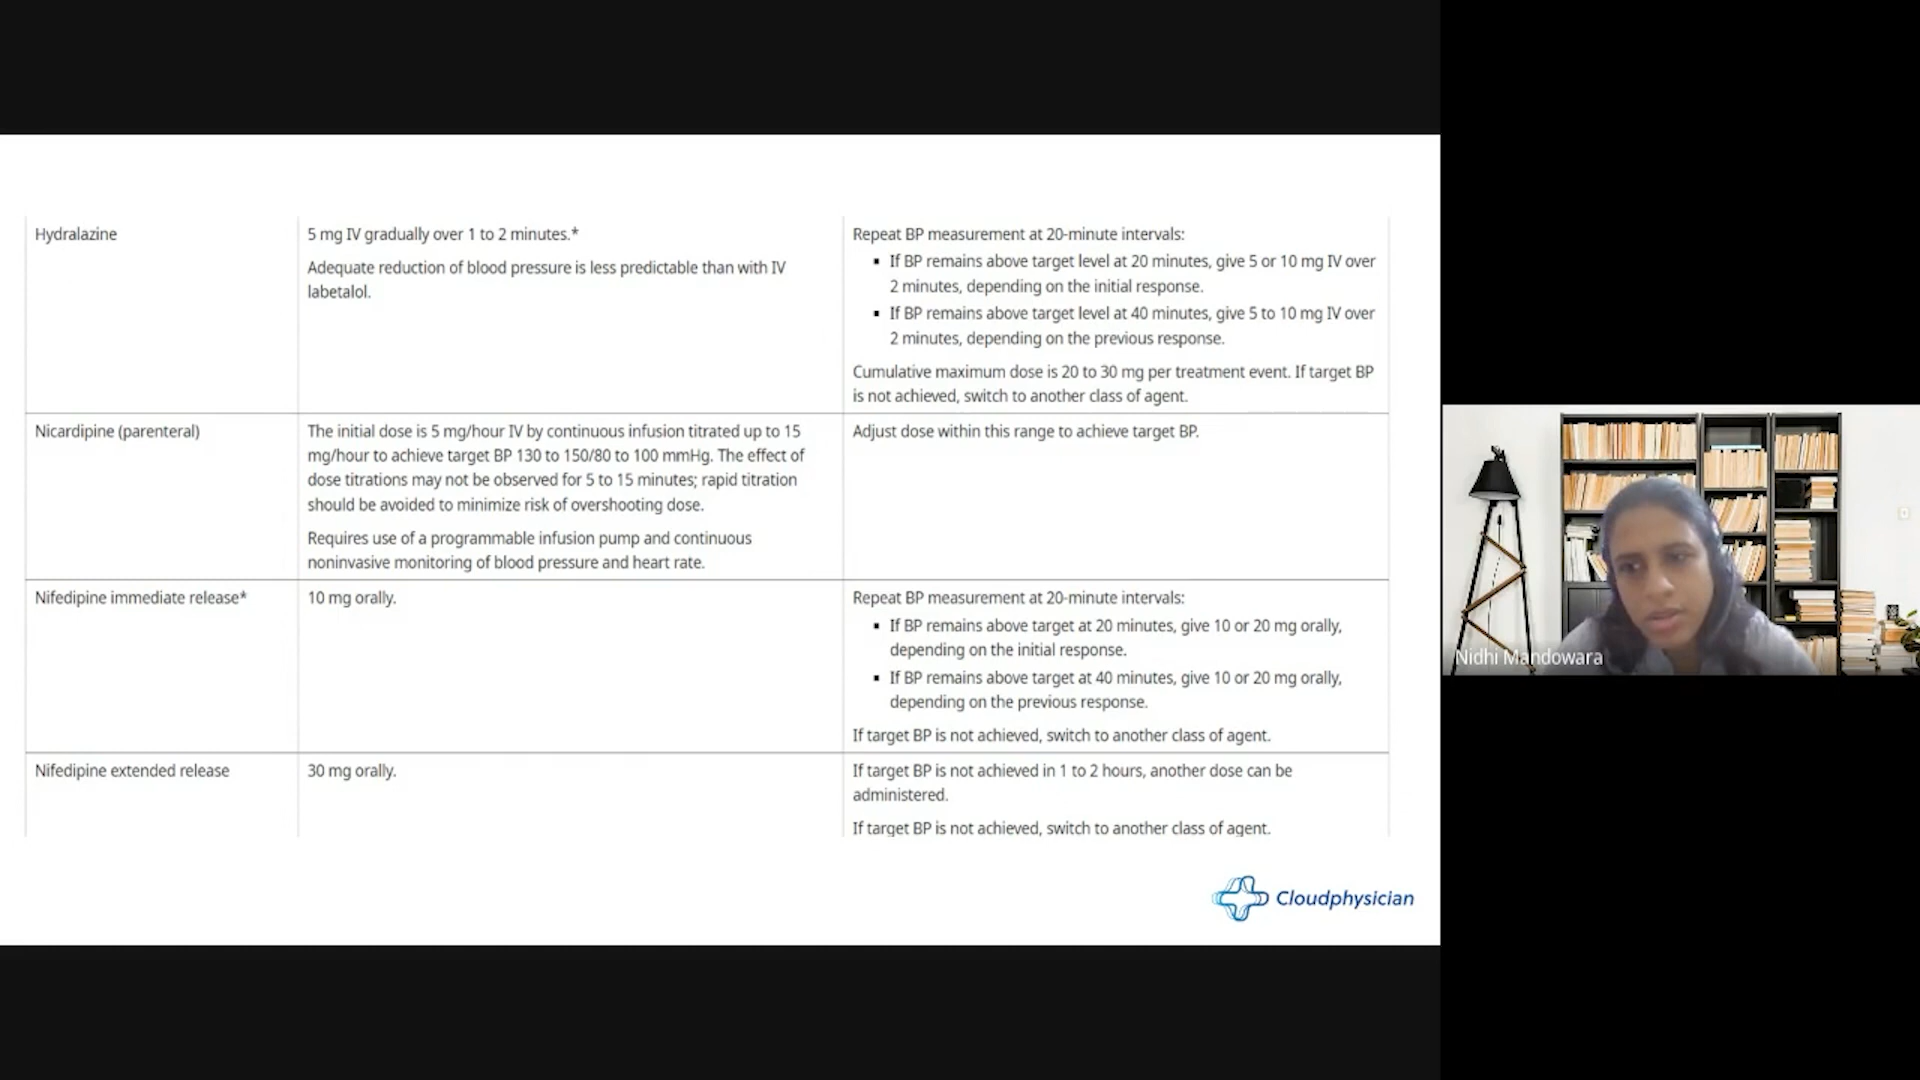 Hydralazine
5 mg IV gradually over 1 to 2 minutes.*
Adequate reduction of blood pressure is less predictable than with IV
labetalol.
Repeat BP measurement at 20-minute intervals:
▪ If BP remains above target level at 20 minutes, give 5 or 10 mg IV over
2 minutes, depending on the initial response.
▪ If BP remains above target level at 40 minutes, give 5 to 10 mg IV over
2 minutes, depending on the previous response.
Cumulative maximum dose is 20 to 30 mg per treatment event. If target BP
is not achieved, switch to another class of agent.
Nicardipine (parenteral)
The initial dose is 5 mg/hour IV by continuous infusion titrated up to 15
mg/hour to achieve target BP 130 to 150/80 to 100 mmHg. The effect of
dose titrations may not be observed for 5 to 15 minutes; rapid titration
should be avoided to minimize risk of overshooting dose.
Requires use of a programmable infusion pump and continuous
noninvasive monitoring of blood pressure and heart rate.
Adjust dose within this range to achieve target BP.
Nifedipine immediate release*
10 mg orally.
Repeat BP measurement at 20-minute intervals:
▪ If BP remains above target at 20 minutes, give 10 or 20 mg orally,
depending on the initial response.
▪ If BP remains above target at 40 minutes, give 10 or 20 mg orally,
depending on the previous response.
If target BP is not achieved, switch to another class of agent.
Nifedipine extended release
30 mg orally.
If target BP is not achieved in 1 to 2 hours, another dose can be
administered.
If target BP is not achieved, switch to another class of agent.
Cloudphysician
Nidhi Mandowara